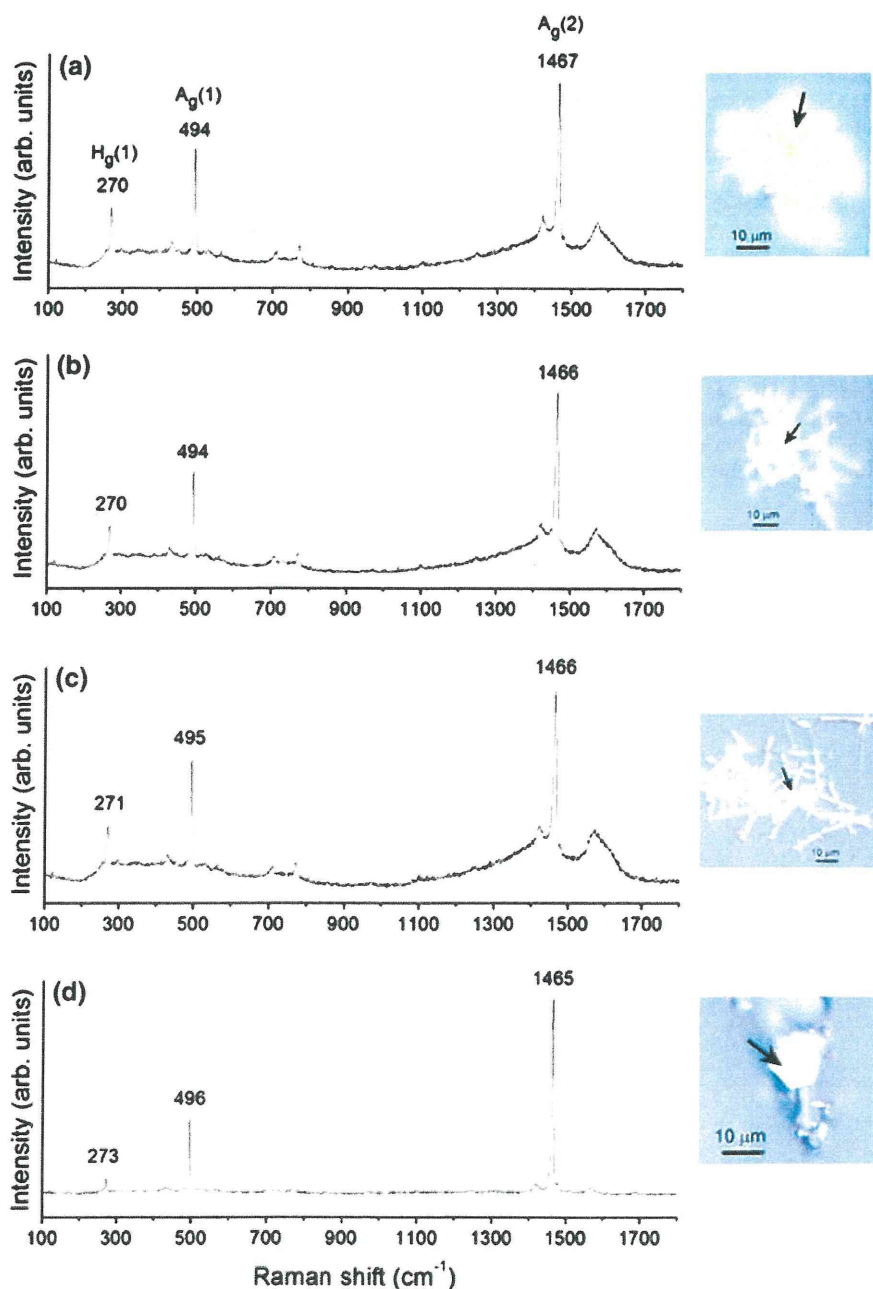 (a)
Intensity (arb. units)
H_g(1)
270
A_g(1)
494
A_g(2)
1467
100 300 500 700 900 1100 1300 1500 1700
10 µm
(b)
Intensity (arb. units)
270
494
1466
100 300 500 700 900 1100 1300 1500 1700
10 µm
(c)
Intensity (arb. units)
271
495
1466
100 300 500 700 900 1100 1300 1500 1700
10 µm
(d)
Intensity (arb. units)
273
496
1465
100 300 500 700 900 1100 1300 1500 1700
10 µm
Raman shift (cm⁻¹)